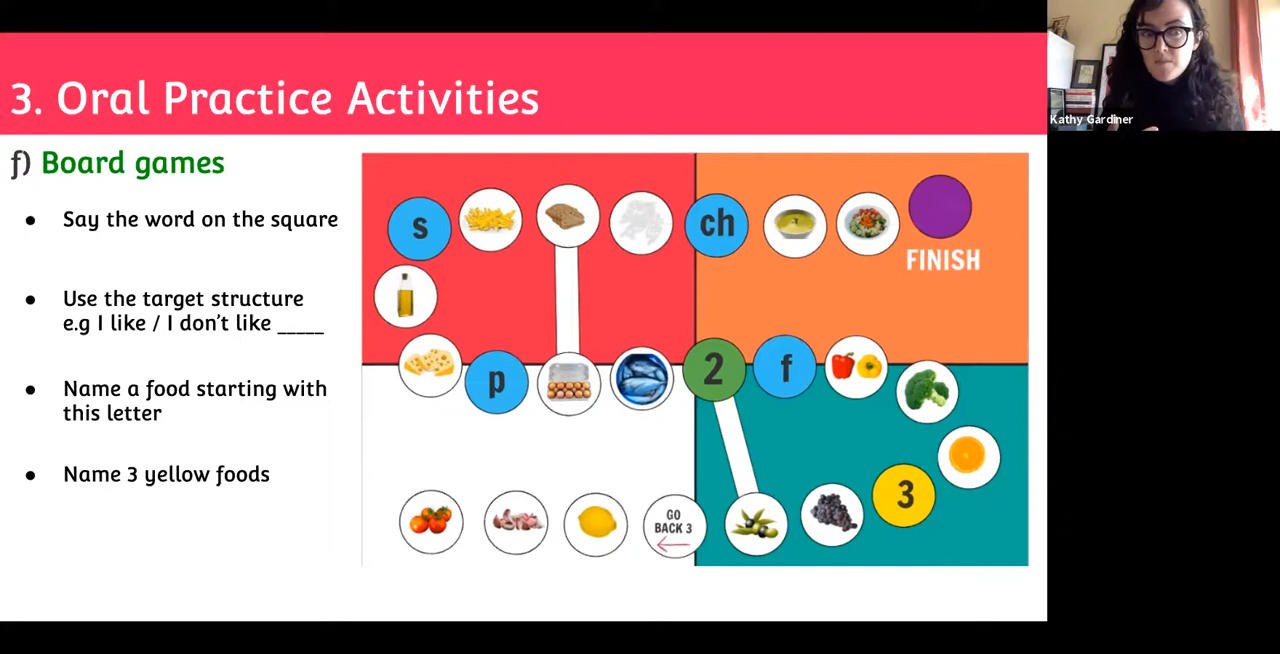 3. Oral Practice Activities
Kathy Gardiner
f) Board games
● Say the word on the square
● Use the target structure
e.g I like / I don't like _____
● Name a food starting with
this letter
● Name 3 yellow foods
s
ch
FINISH
p
2
f
3
GO
BACK 3